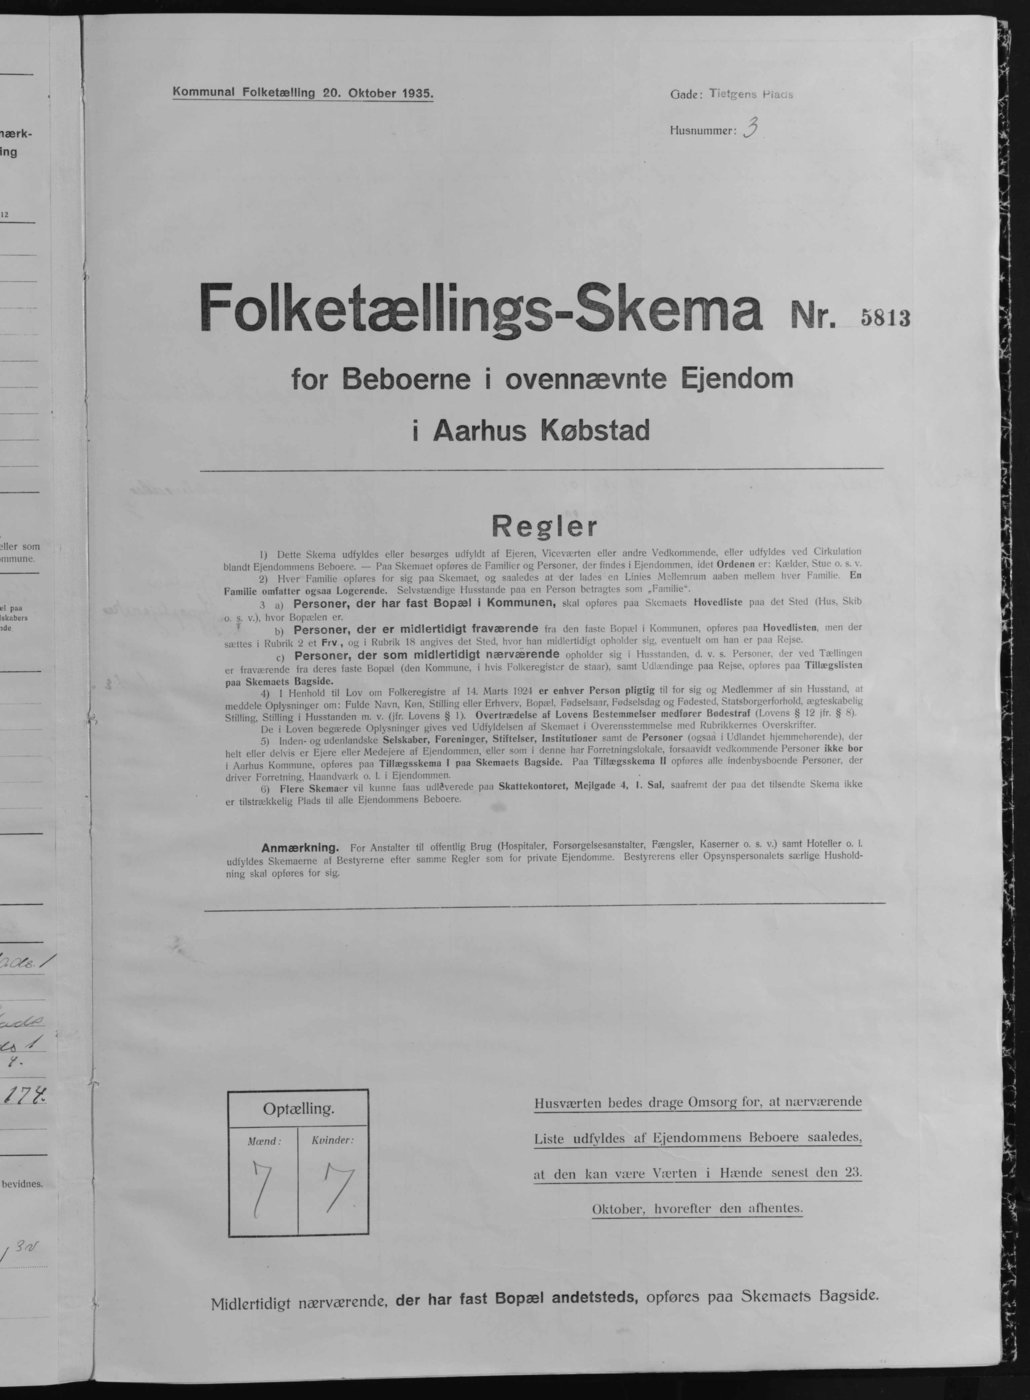 Kommunal Folketælling 20. Oktober 1935.
Gade: Tietgens Plads
Husnummer: 3
Folketællings-Skema Nr. 5813
for Beboerne i ovennævnte Ejendom
i Aarhus Købstad
Regler
1) Dette Skema udfyldes eller besørges udfyldt af Ejeren, Viceværten eller andre Vedkommende, eller udfyldes ved Cirkulation
blandt Ejendommens Beboere. — Paa Skemaet opføres de Familier og Personer, der findes i Ejendommen, idet Ordenen er: Kælder, Stue o. s. v.
2) Hver Familie opføres for sig paa Skemaet, og saaledes at der lades en Linies Mellemrum aaben mellem hver Familie. En
Familie omfatter ogsaa Logerende. Selvstændige Husstande paa en Person betragtes som „Familie“.
3 a) Personer, der har fast Bopæl i Kommunen, skal opføres paa Skemaets Hovedliste paa det Sted (Hus, Skib
o. s. v.), hvor Bopælen er.
b) Personer, der er midlertidigt fraværende fra den faste Bopæl i Kommunen, opføres paa Hovedlisten, men der
sættes i Rubrik 2 et Frv, og i Rubrik 18 angives det Sted, hvor han midlertidigt opholder sig, eventuelt om han er paa Rejse.
c) Personer, der som midlertidigt nærværende opholder sig i Husstanden, d. v. s. Personer, der ved Tællingen
er fraværende fra deres faste Bopæl (den Kommune, i hvis Folkeregister de staar), samt Udlændinge paa Rejse, opføres paa Tillægslisten
paa Skemaets Bagside.
4) I Henhold til Lov om Folkeregistre af 14. Marts 1924 er enhver Person pligtig til for sig og Medlemmer af sin Husstand, at
meddele Oplysninger om: Fulde Navn, Køn, Stilling eller Erhverv, Bopæl, Fødselsaar, Fødselsdag og Fødested, Statsborgerforhold, ægteskabelig
Stilling, Stilling i Husstanden m. v. (jfr. Lovens § 1). Overtrædelse af Lovens Bestemmelser medfører Bødestraf (Lovens § 12 jfr. § 8).
De i Loven begærede Oplysninger gives ved Udfyldelsen af Skemaet i Overensstemmelse med Rubrikkernes Overskrifter.
5) Inden- og udenlandske Selskaber, Foreninger, Stiftelser, Institutioner samt de Personer (ogsaa i Udlandet hjemmehørende), der
helt eller delvis er Ejere eller Medejere af Ejendommen, eller som i denne har Forretningslokale, forsaavidt vedkommende Personer ikke bor
i Aarhus Kommune, opføres paa Tillægsskema I paa Skemaets Bagside. Paa Tillægsskema II opføres alle indenbysboende Personer, der
driver Forretning, Haandværk o. l. i Ejendommen.
6) Flere Skemaer vil kunne faas udleverede paa Skattekontoret, Mejlgade 4, 1. Sal, saafremt der paa det tilsendte Skema ikke
er tilstrækkelig Plads til alle Ejendommens Beboere.
Anmærkning. For Anstalter til offentlig Brug (Hospitaler, Forsørgelsesanstalter, Fængsler, Kaserner o. s. v.) samt Hoteller o. l.
udfyldes Skemaerne af Bestyrerne efter samme Regler som for private Ejendomme. Bestyrerens eller Opsynspersonalets særlige Hushold-
ning skal opføres for sig.
Optælling.
Mænd: Kvinder:
7 7
Husværten bedes drage Omsorg for, at nærværende
Liste udfyldes af Ejendommens Beboere saaledes,
at den kan være Værten i Hænde senest den 23.
Oktober, hvorefter den afhentes.
Midlertidigt nærværende, der har fast Bopæl andetsteds, opføres paa Skemaets Bagside.
ærk-
ing
12
eller som
ommune.
el paa
lskabers
nde
174.
bevidnes.